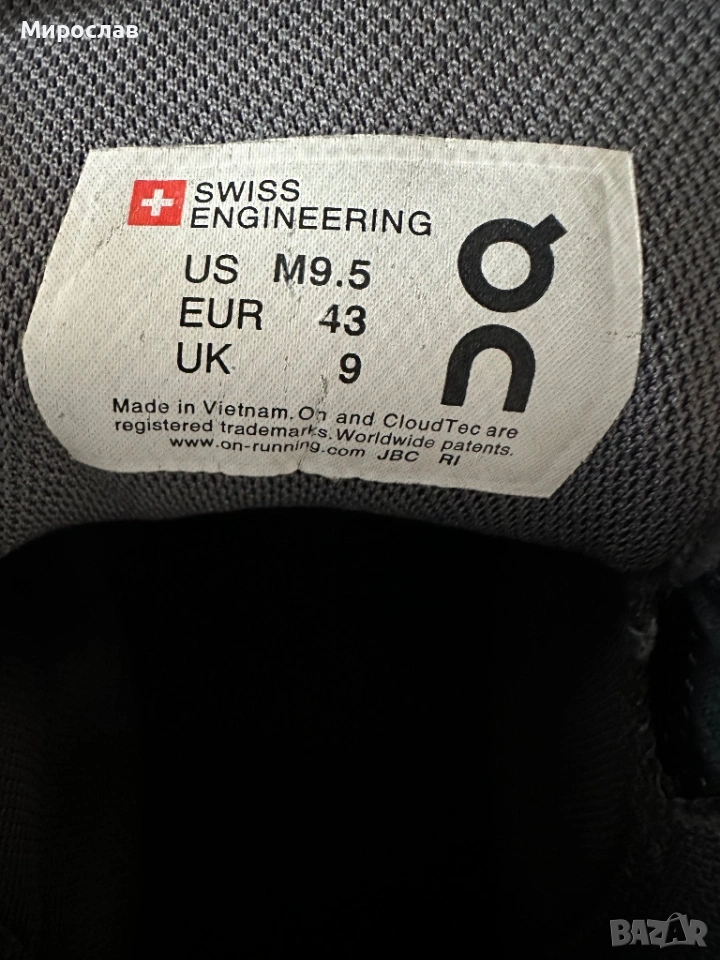 Мирослав
SWISS
ENGINEERING
US M9.5
EUR 43
UK 9
Made in Vietnam. On and CloudTec are
registered trademarks. Worldwide patents.
www.on-running.com JBC RI
BAZAR